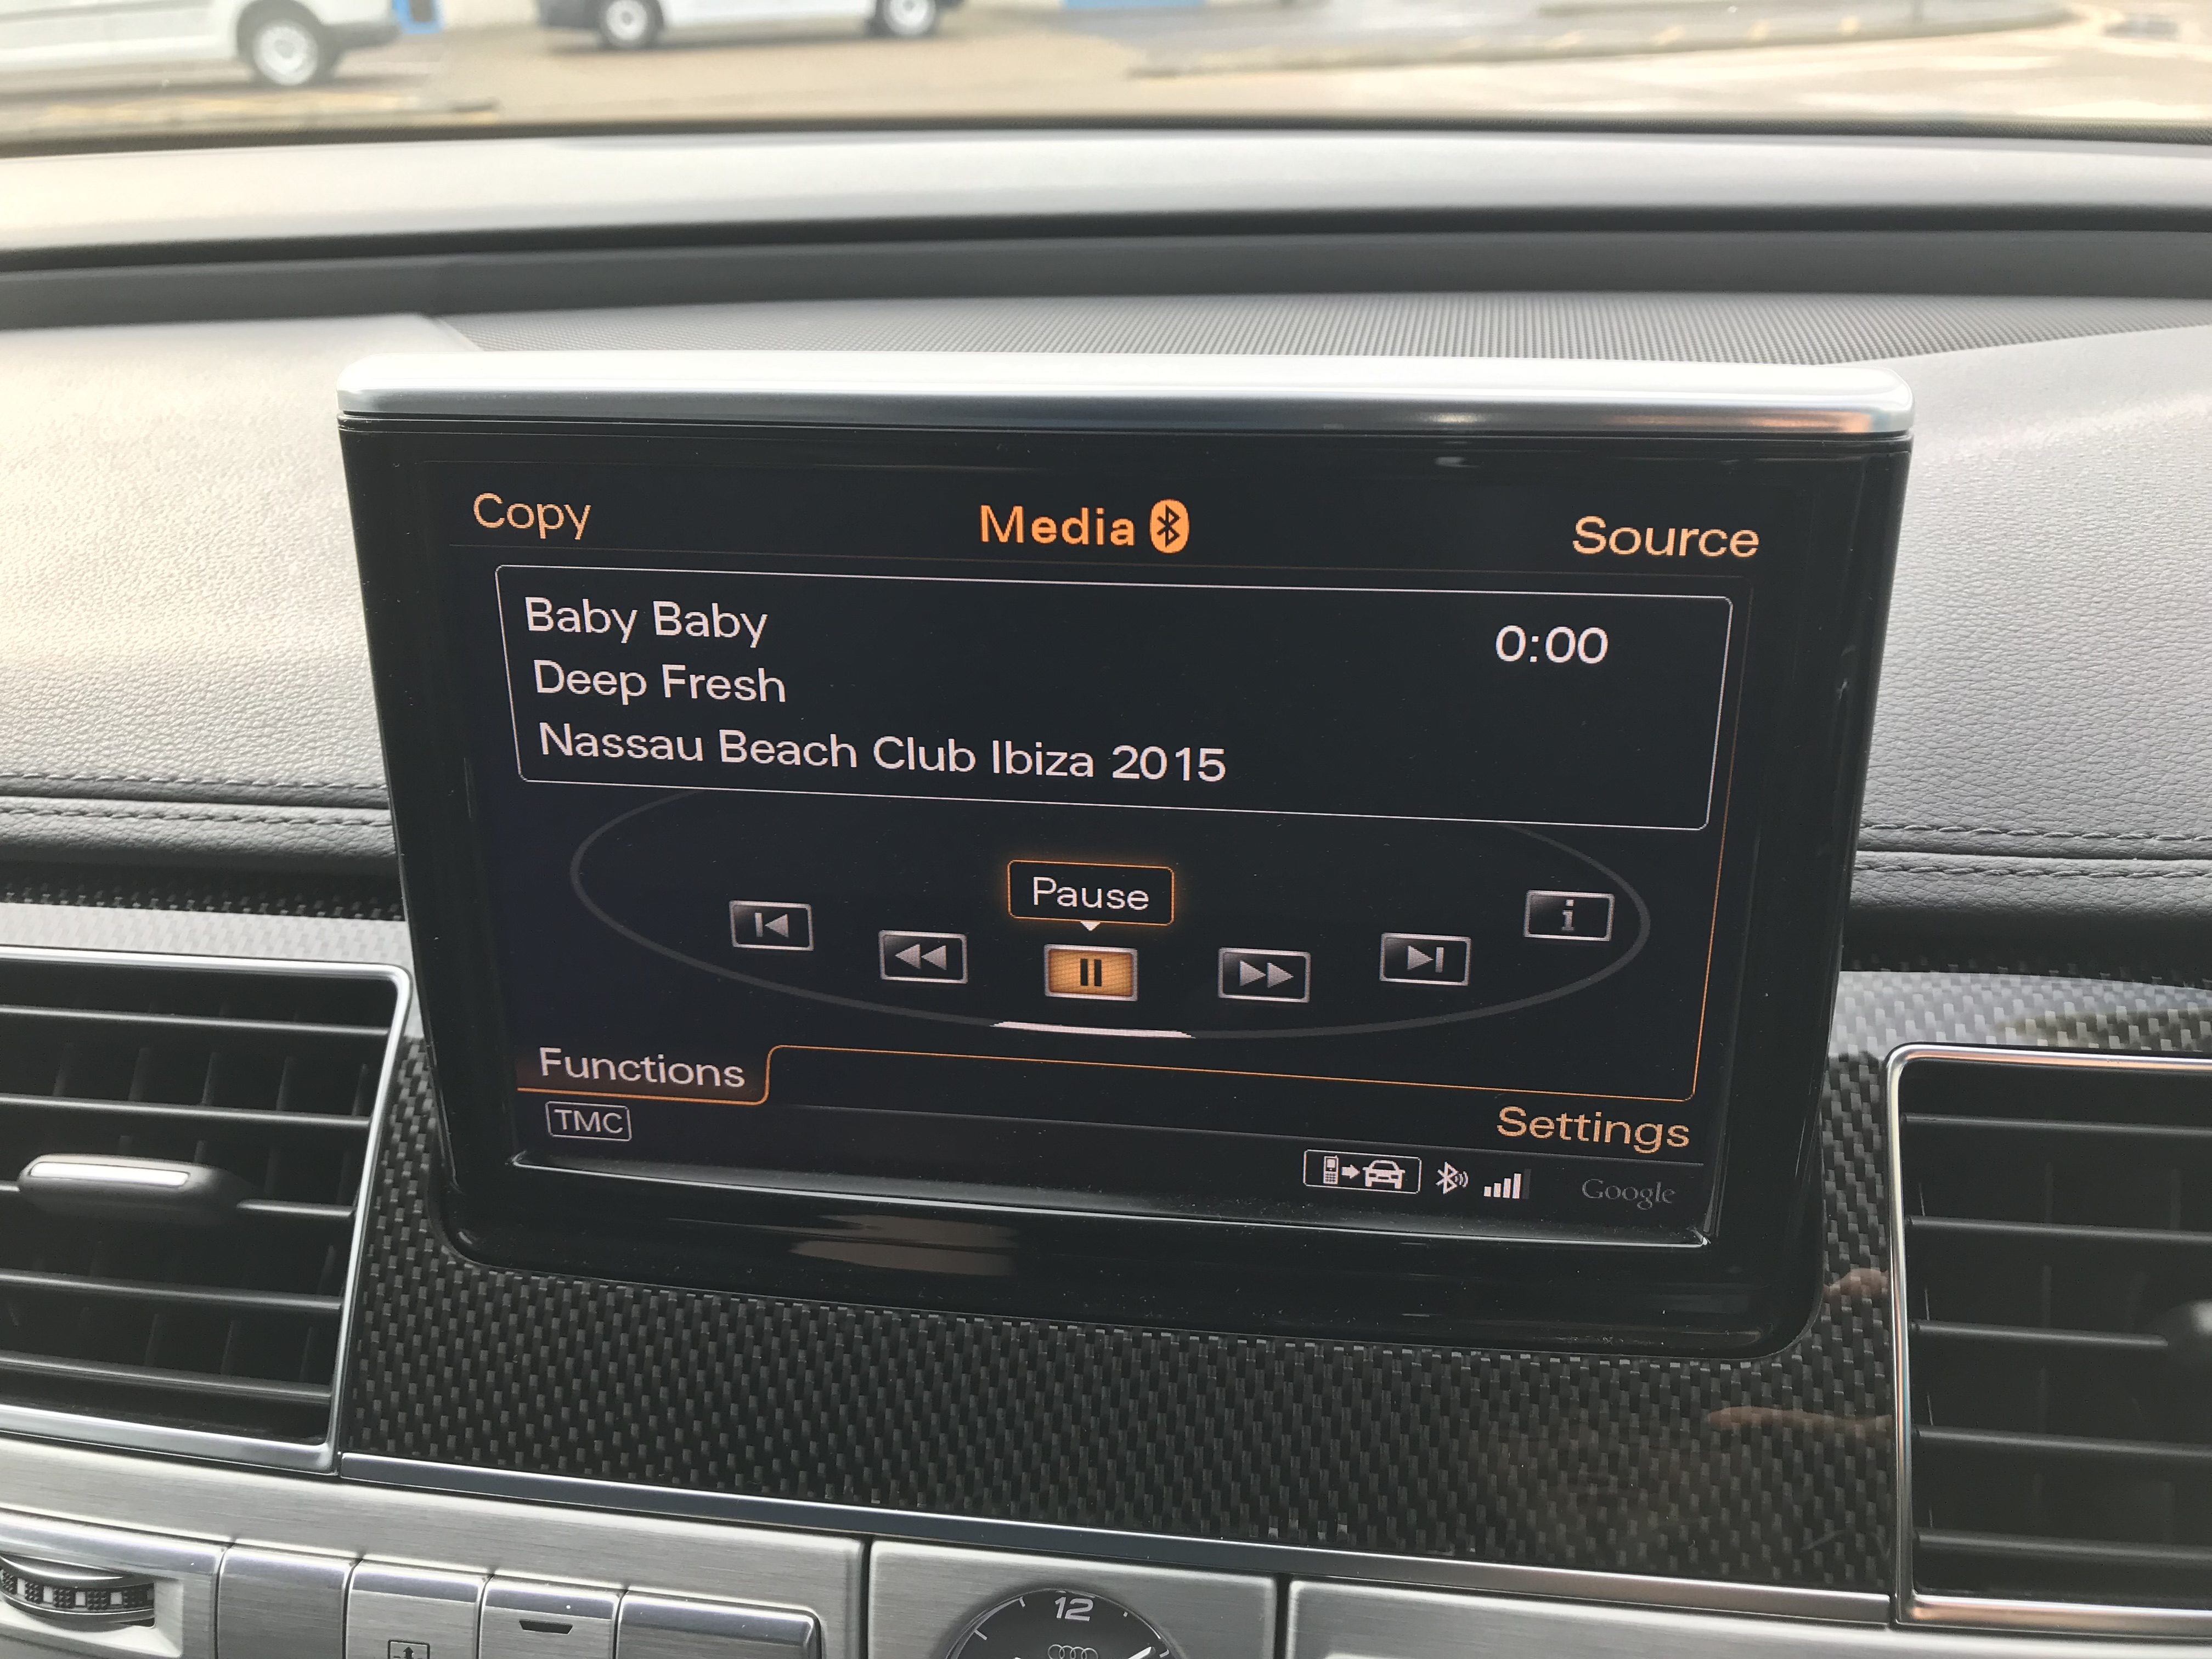 Copy
Media
Source
Baby Baby
0:00
Deep Fresh
Nassau Beach Club Ibiza 2015
Pause
i
Functions
TMC
Settings
Google
12